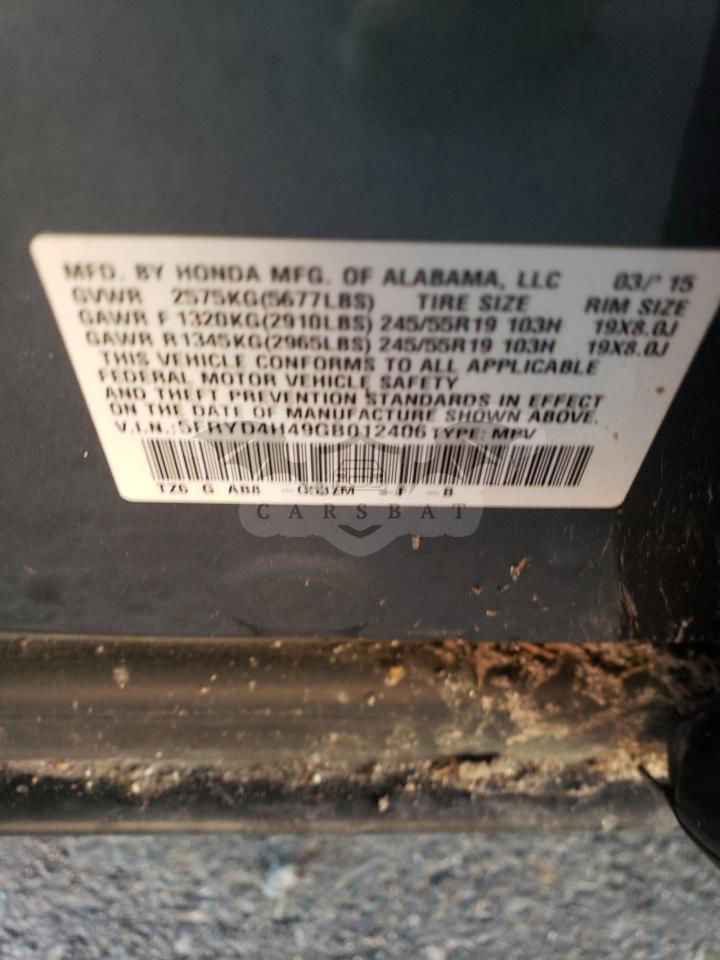 MFD. BY HONDA MFG. OF ALABAMA, LLC 03/'15
GVWR 2575KG(5677LBS) TIRE SIZE RIM SIZE
GAWR F 1320KG(2910LBS) 245/55R19 103H 19X8.0J
GAWR R 1345KG(2965LBS) 245/55R19 103H 19X8.0J
THIS VEHICLE CONFORMS TO ALL APPLICABLE
FEDERAL MOTOR VEHICLE SAFETY
AND THEFT PREVENTION STANDARDS IN EFFECT
ON THE DATE OF MANUFACTURE SHOWN ABOVE.
V.I.N.:5FRYD4H49GB012406 TYPE: MPV
TZ6 G A88 - - B
CARSBAT